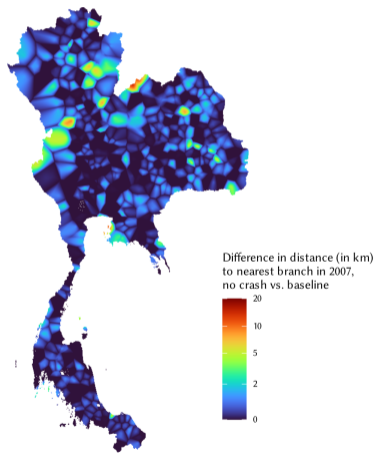 Difference in distance (in km)
to nearest branch in 2007,
no crash vs. baseline
20
10
5
2
0